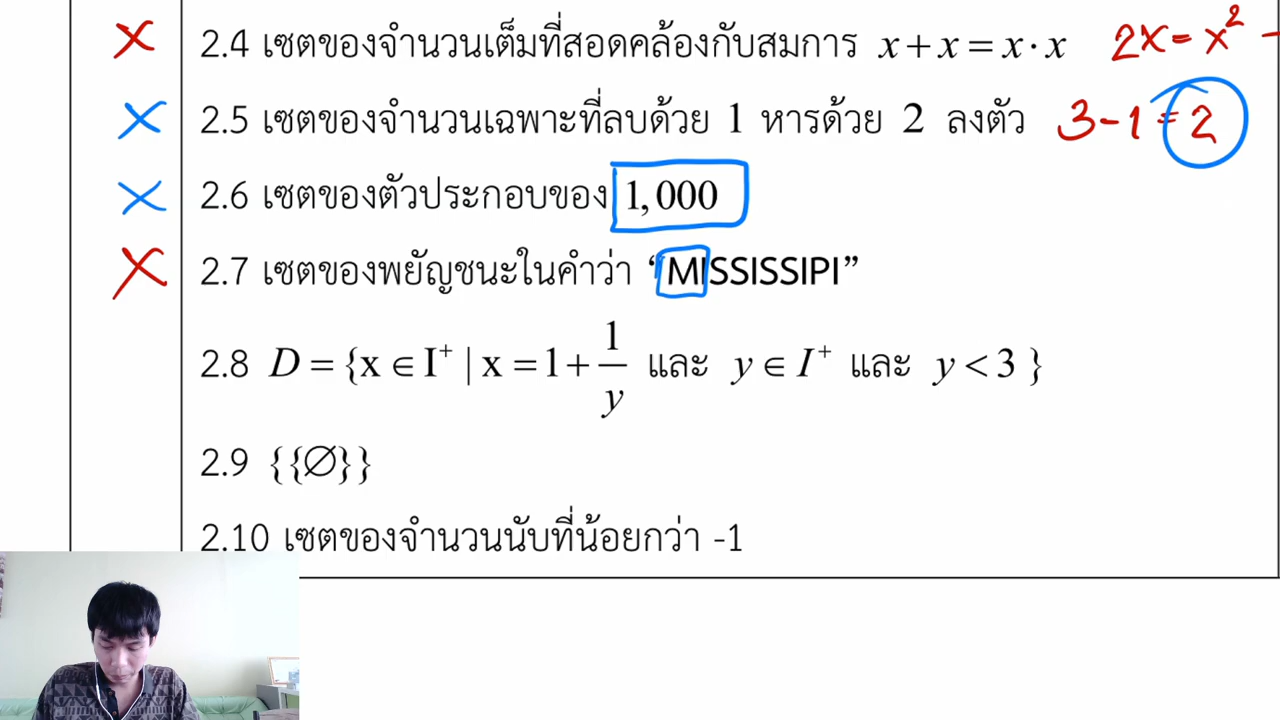 2.4 เซตของจำนวนเต็มที่สอดคล้องกับสมการ x + x = x · x 2x = x² -
2.5 เซตของจำนวนเฉพาะที่ลบด้วย 1 หารด้วย 2 ลงตัว 3 - 1 = 2
2.6 เซตของตัวประกอบของ 1,000
2.7 เซตของพยัญชนะในคำว่า “MISSISSIPI”
2.8 D = {x ∈ I⁺ | x = 1 + 1/y และ y ∈ I⁺ และ y < 3 }
2.9 {{∅}}
2.10 เซตของจำนวนนับที่น้อยกว่า -1